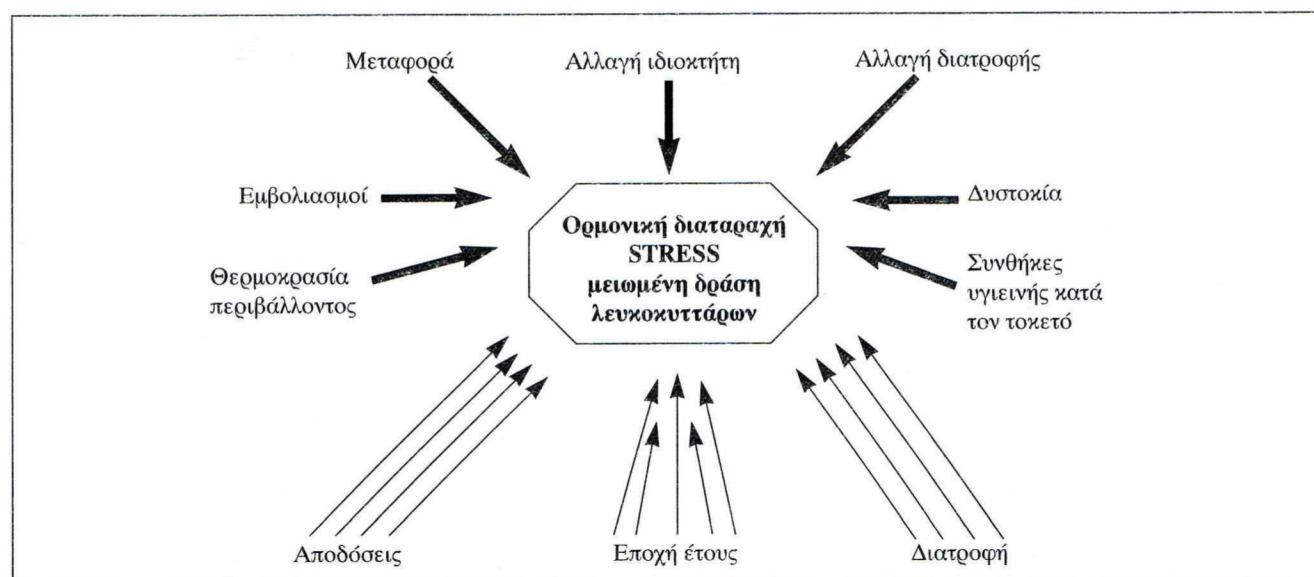 Μεταφορά
Αλλαγή ιδιοκτήτη
Αλλαγή διατροφής
Εμβολιασμοί
Δυστοκία
Θερμοκρασία
περιβάλλοντος
Ορμονική διαταραχή
STRESS
μειωμένη δράση
λευκοκυττάρων
Συνθήκες
υγιεινής κατά
τον τοκετό
Αποδόσεις
Εποχή έτους
Διατροφή